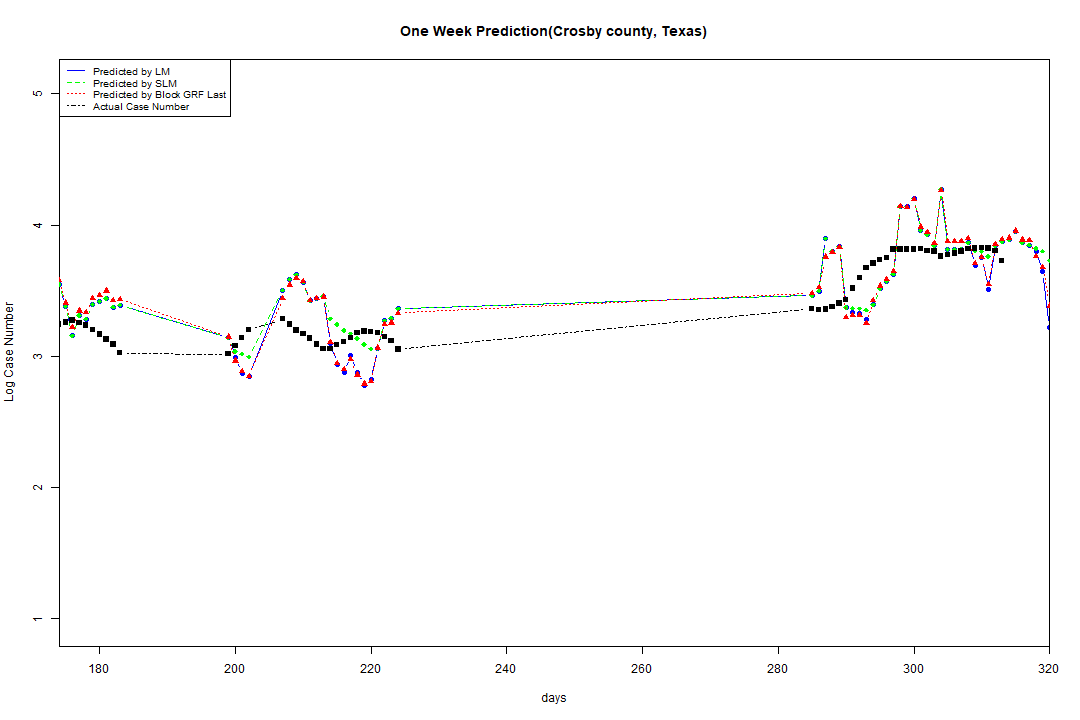 One Week Prediction(Crosby county, Texas)
Predicted by LM
Predicted by SLM
Predicted by Block GRF Last
Actual Case Number
5
4
3
2
1
Log Case Number
180 200 220 240 260 280 300 320
days